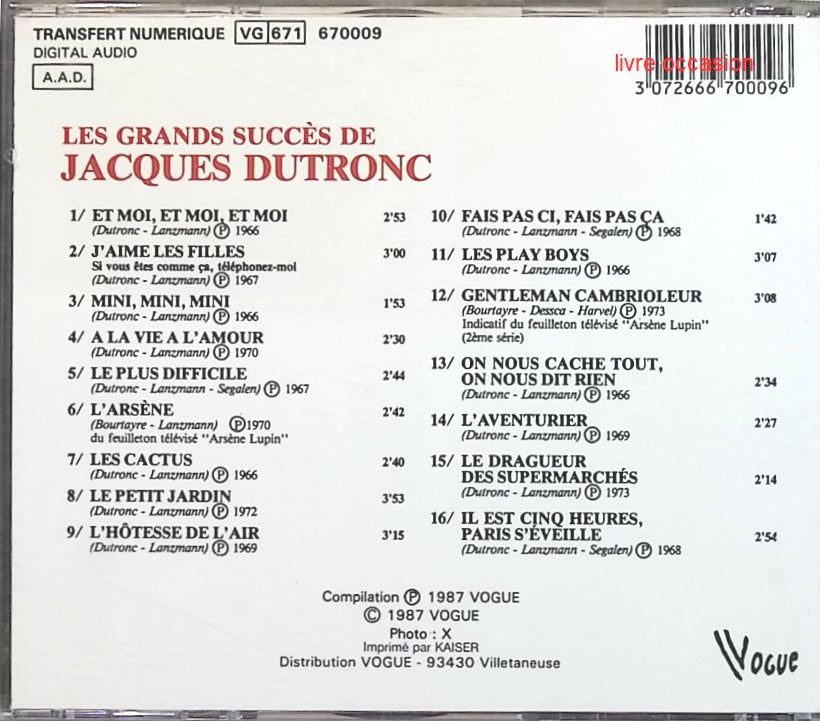 TRANSFERT NUMERIQUE VG 671 670009
DIGITAL AUDIO
A.A.D.
livre occasion
3 072666 700096
LES GRANDS SUCCÈS DE
JACQUES DUTRONC
1/ ET MOI, ET MOI, ET MOI 2'53
(Dutronc - Lanzmann) Ⓟ 1966
2/ J'AIME LES FILLES 3'00
Si vous êtes comme ça, téléphonez-moi
(Dutronc - Lanzmann) Ⓟ 1967
3/ MINI, MINI, MINI 1'53
(Dutronc - Lanzmann) Ⓟ 1966
4/ A LA VIE A L'AMOUR 2'30
(Dutronc - Lanzmann) Ⓟ 1970
5/ LE PLUS DIFFICILE 2'44
(Dutronc - Lanzmann - Segalen) Ⓟ 1967
6/ L'ARSÈNE 2'42
(Bourtayre - Lanzmann) Ⓟ1970
du feuilleton télévisé "Arsène Lupin"
7/ LES CACTUS 2'40
(Dutronc - Lanzmann) Ⓟ 1966
8/ LE PETIT JARDIN 3'53
(Dutronc - Lanzmann) Ⓟ 1972
9/ L'HÔTESSE DE L'AIR 3'15
(Dutronc - Lanzmann) Ⓟ 1969
10/ FAIS PAS CI, FAIS PAS ÇA 1'42
(Dutronc - Lanzmann - Segalen) Ⓟ 1968
11/ LES PLAY BOYS 3'07
(Dutronc - Lanzmann) Ⓟ 1966
12/ GENTLEMAN CAMBRIOLEUR 3'08
(Bourtayre - Dessca - Harvel) Ⓟ 1973
Indicatif du feuilleton télévisé "Arsène Lupin"
(2ème série)
13/ ON NOUS CACHE TOUT,
ON NOUS DIT RIEN 2'34
(Dutronc - Lanzmann) Ⓟ 1966
14/ L'AVENTURIER 2'27
(Dutronc - Lanzmann) Ⓟ 1969
15/ LE DRAGUEUR
DES SUPERMARCHÉS 2'14
(Dutronc - Lanzmann) Ⓟ 1973
16/ IL EST CINQ HEURES,
PARIS S'ÉVEILLE 2'54
(Dutronc - Lanzmann - Segalen) Ⓟ 1968
Compilation Ⓟ 1987 VOGUE
© 1987 VOGUE
Photo : X
Imprimé par KAISER
Distribution VOGUE - 93430 Villetaneuse
VOGUE